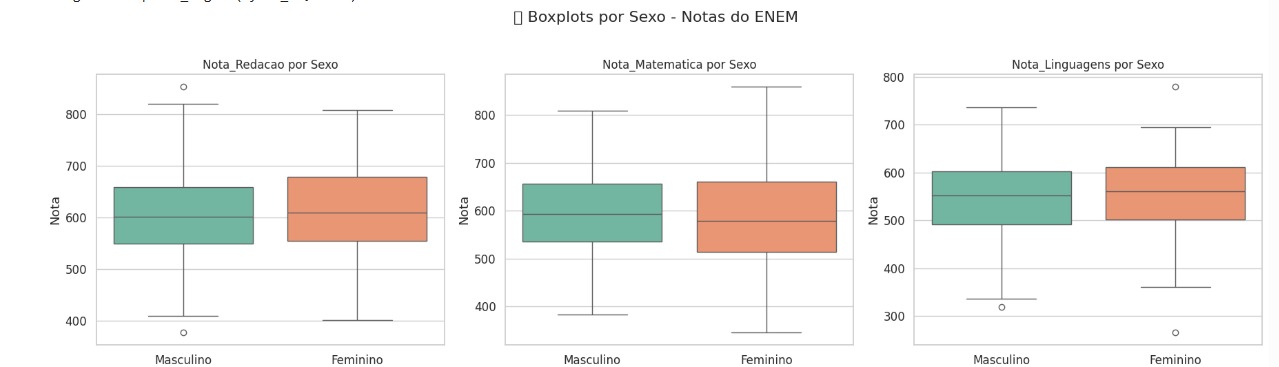 Boxplots por Sexo - Notas do ENEM
Nota_Redacao por Sexo
Nota
800
700
600
500
400
Masculino Feminino
Nota_Matematica por Sexo
Nota
800
700
600
500
400
Masculino Feminino
Nota_Linguagens por Sexo
Nota
800
700
600
500
400
300
Masculino Feminino